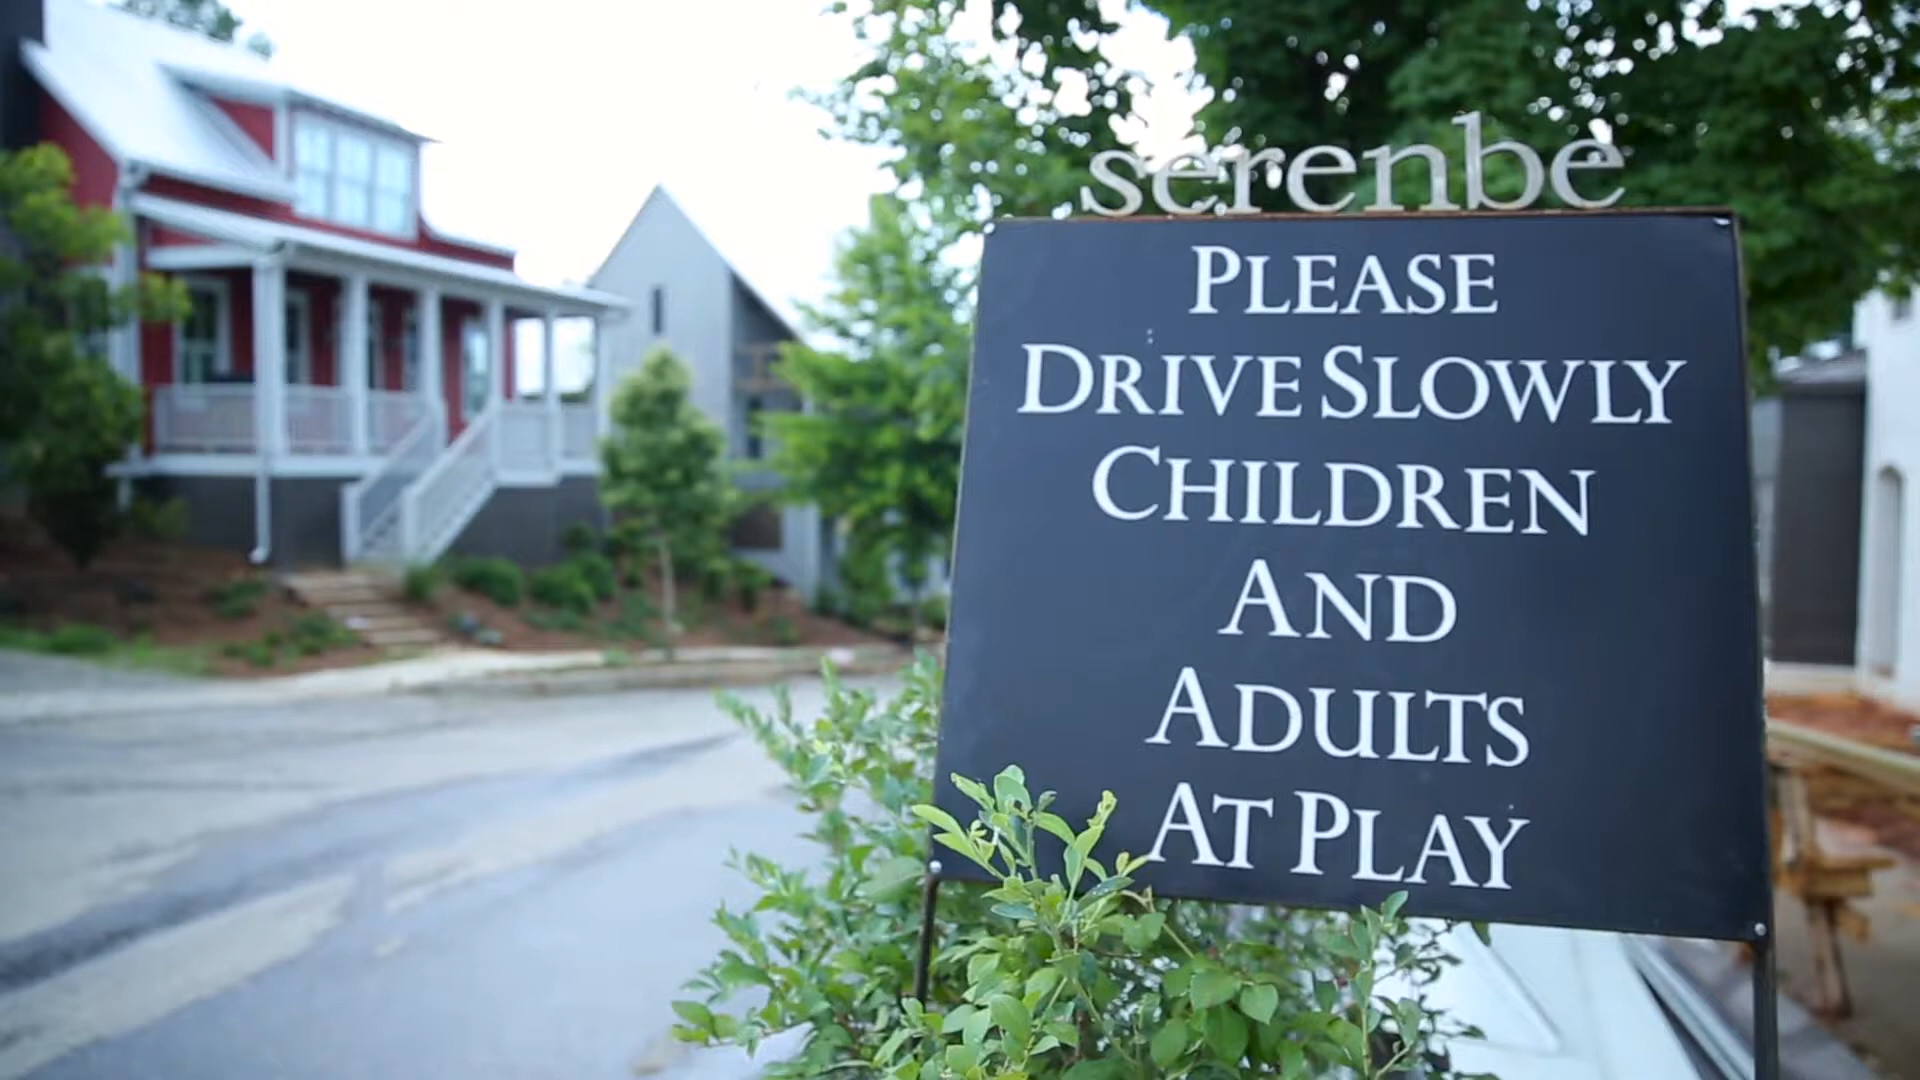 serenbe
PLEASE
DRIVE SLOWLY
CHILDREN
AND
ADULTS
AT PLAY